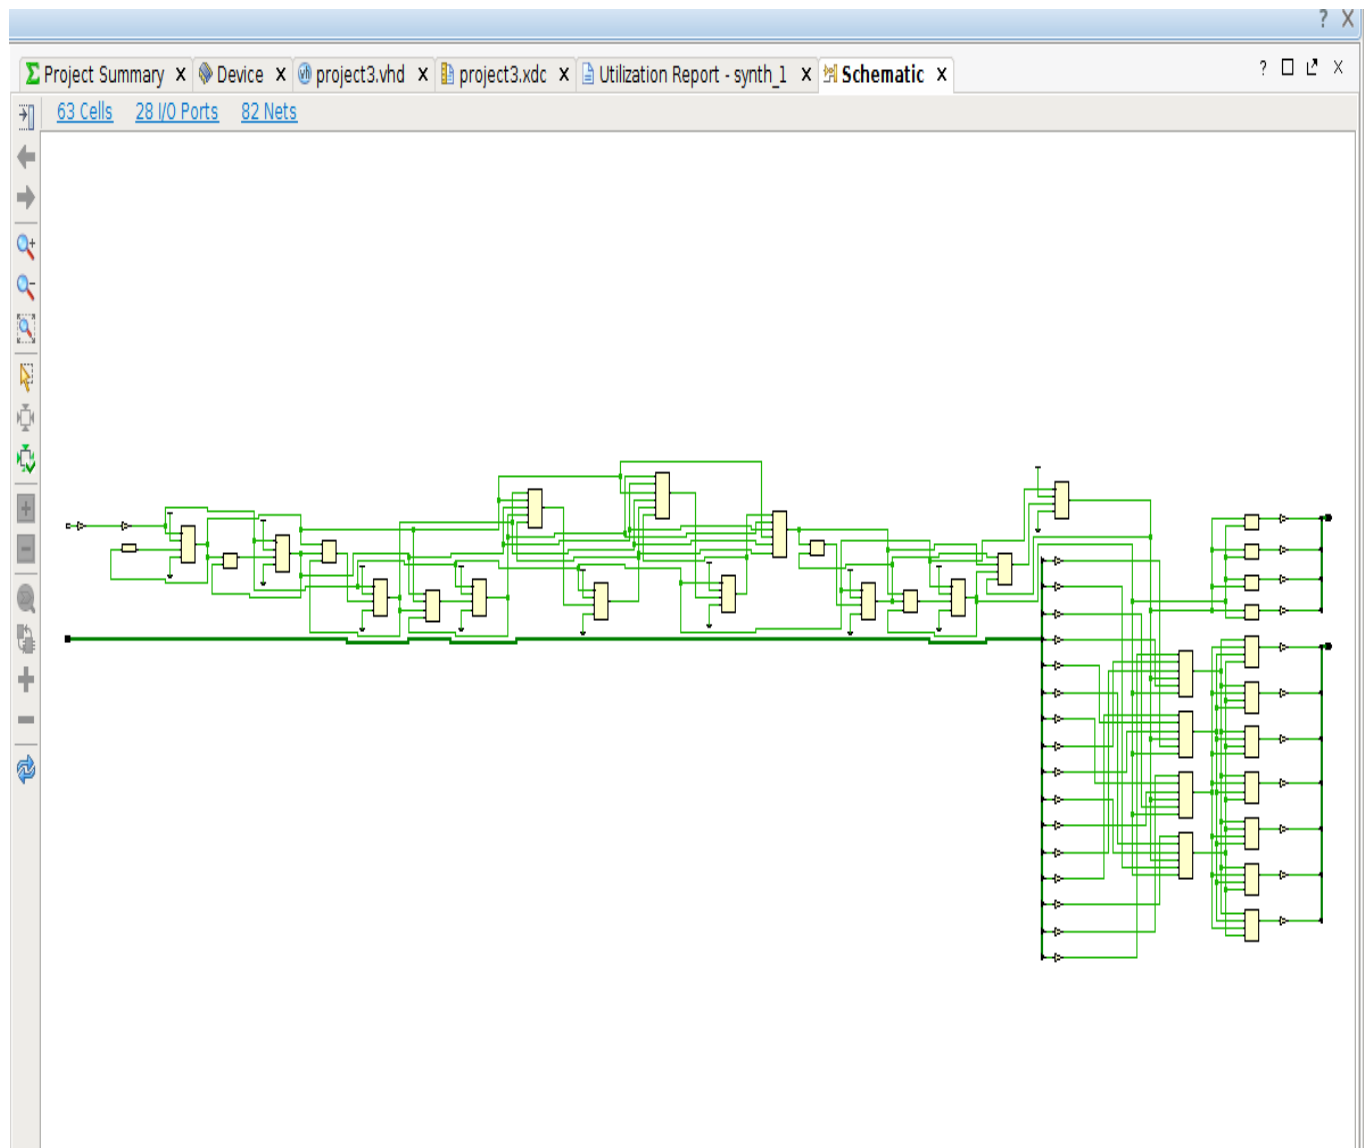 ? X
Project Summary X Device X project3.vhd X project3.xdc X Utilization Report - synth_1 X Schematic X ? X
63 Cells 28 I/O Ports 82 Nets